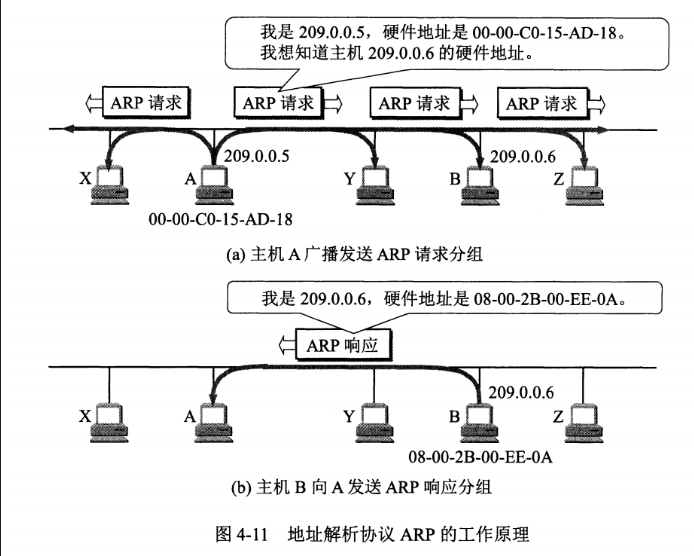 我是 209.0.0.5，硬件地址是 00-00-C0-15-AD-18。
我想知道主机 209.0.0.6 的硬件地址。
ARP 请求
ARP 请求
ARP 请求
ARP 请求
209.0.0.5
209.0.0.6
X
A
Y
B
Z
00-00-C0-15-AD-18
(a) 主机 A 广播发送 ARP 请求分组
我是 209.0.0.6，硬件地址是 08-00-2B-00-EE-0A。
ARP 响应
209.0.0.6
X
A
Y
B
Z
08-00-2B-00-EE-0A
(b) 主机 B 向 A 发送 ARP 响应分组
图 4-11 地址解析协议 ARP 的工作原理